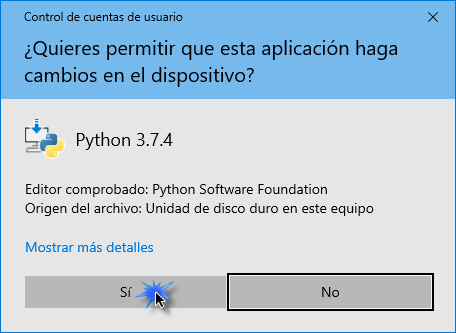 Control de cuentas de usuario
¿Quieres permitir que esta aplicación haga
cambios en el dispositivo?
Python 3.7.4
Editor comprobado: Python Software Foundation
Origen del archivo: Unidad de disco duro en este equipo
Mostrar más detalles
Sí
No